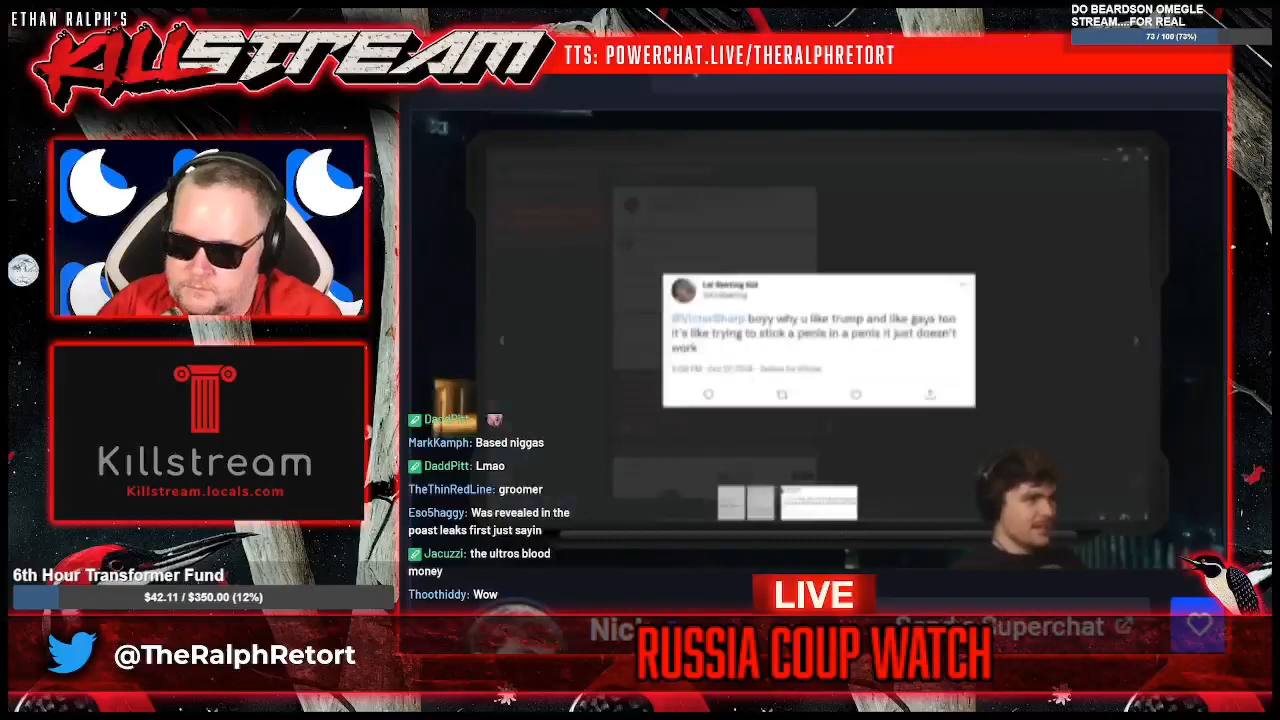 ETHAN RALPH'S
KILLSTREAM
TTS: POWERCHAT.LIVE/THERALPHRETORT
DO BEARDSON OMEGLE
STREAM....FOR REAL
73 / 100 (73%)
boyy why u like trump and like gays too
it's like trying to stick a penis in a penis it just doesn't
work
Killstream
Killstream.locals.com
DaddPitt:
MarkKamph: Based niggas
DaddPitt: Lmao
TheThinRedLine: groomer
Eso5haggy: Was revealed in the
poast leaks first just sayin
Jacuzzi: the ultros blood
money
Thoothiddy: Wow
6th Hour Transformer Fund
$42.11 / $350.00 (12%)
@TheRalphRetort
LIVE
Nick
Send a Superchat
RUSSIA COUP WATCH